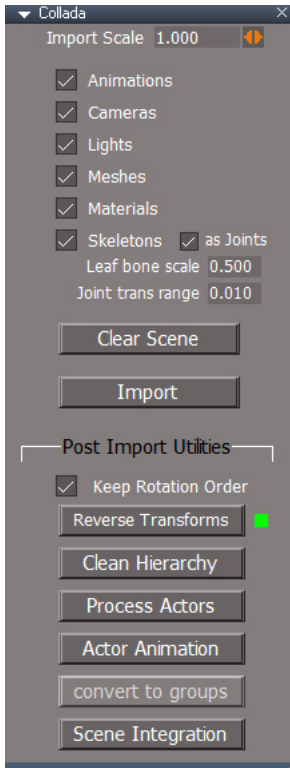 Collada
Import Scale 1.000
Animations
Cameras
Lights
Meshes
Materials
Skeletons as Joints
Leaf bone scale 0.500
Joint trans range 0.010
Clear Scene
Import
Post Import Utilities
Keep Rotation Order
Reverse Transforms
Clean Hierarchy
Process Actors
Actor Animation
convert to groups
Scene Integration